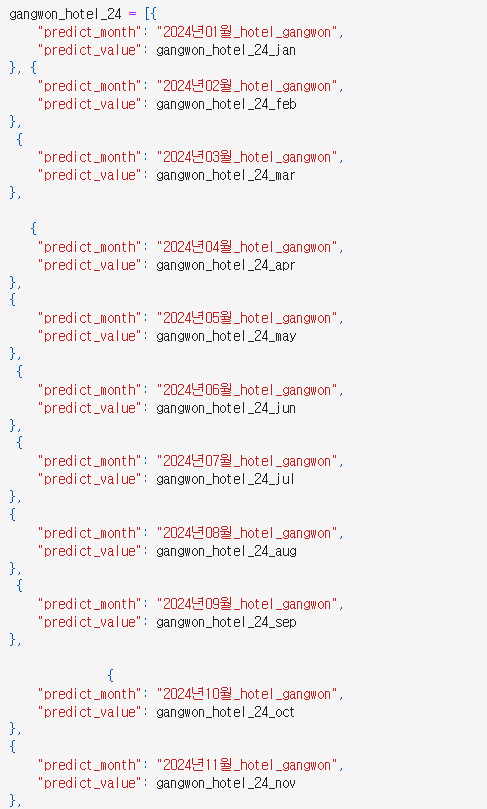 gangwon_hotel_24 = [{
"predict_month": "2024년01월_hotel_gangwon",
"predict_value": gangwon_hotel_24_jan
}, {
"predict_month": "2024년02월_hotel_gangwon",
"predict_value": gangwon_hotel_24_feb
},
{
"predict_month": "2024년03월_hotel_gangwon",
"predict_value": gangwon_hotel_24_mar
},
{
"predict_month": "2024년04월_hotel_gangwon",
"predict_value": gangwon_hotel_24_apr
},
{
"predict_month": "2024년05월_hotel_gangwon",
"predict_value": gangwon_hotel_24_may
},
{
"predict_month": "2024년06월_hotel_gangwon",
"predict_value": gangwon_hotel_24_jun
},
{
"predict_month": "2024년07월_hotel_gangwon",
"predict_value": gangwon_hotel_24_jul
},
{
"predict_month": "2024년08월_hotel_gangwon",
"predict_value": gangwon_hotel_24_aug
},
{
"predict_month": "2024년09월_hotel_gangwon",
"predict_value": gangwon_hotel_24_sep
},
{
"predict_month": "2024년10월_hotel_gangwon",
"predict_value": gangwon_hotel_24_oct
},
{
"predict_month": "2024년11월_hotel_gangwon",
"predict_value": gangwon_hotel_24_nov
},